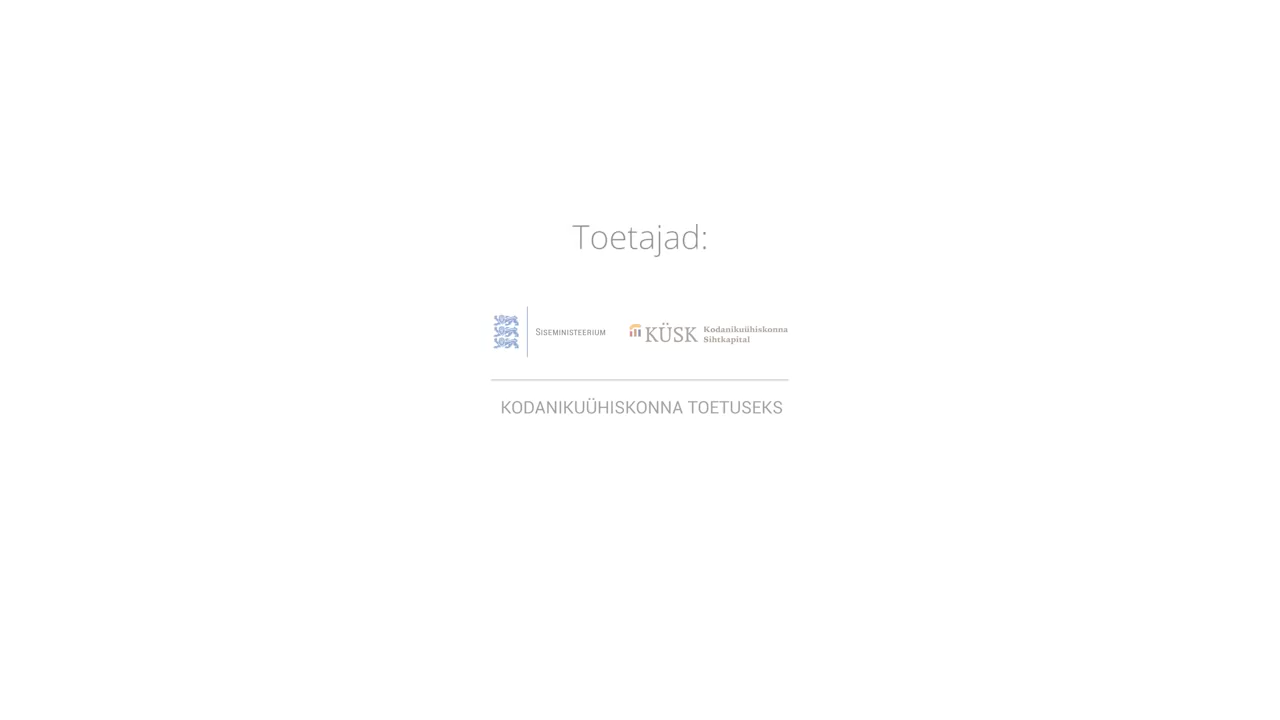 Toetajad:
SISEMINISTEERIUM
KÜSK
Kodanikuühiskonna
Sihtkapital
KODANIKUÜHISKONNA TOETUSEKS